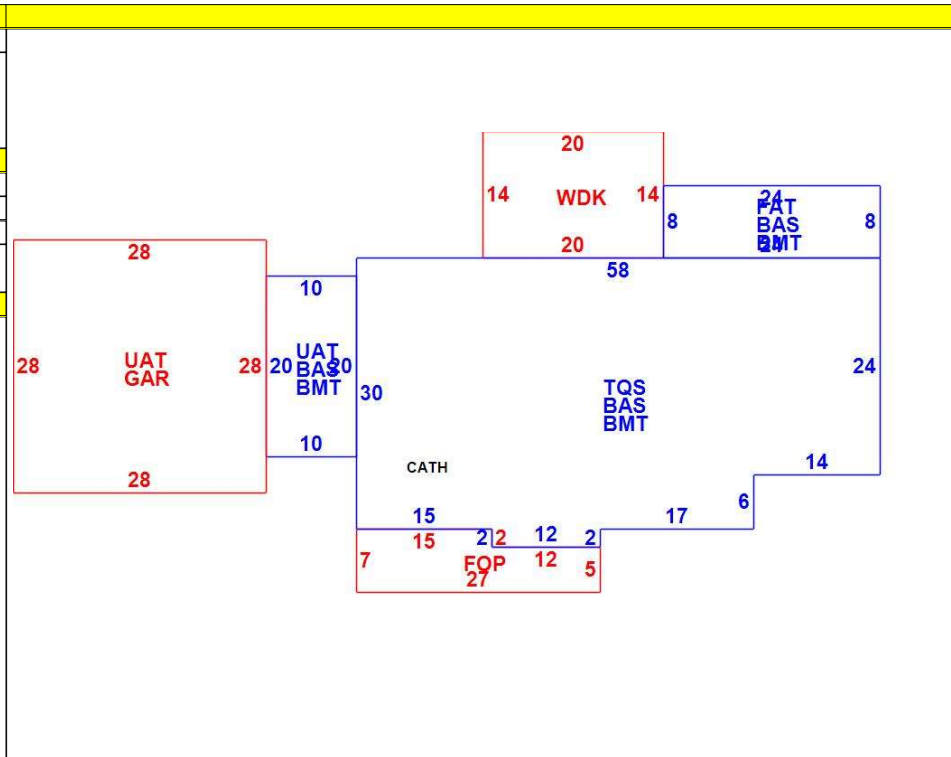 20
14 WDK 14
20
24
FAT
8 BAS 8
BMT
24
28
28 UAT 28
GAR
28
10
20 UAT 20
BAS
BMT
10
58
30 24
TQS
BAS
BMT
CATH
14
6
15 17
2 12 2
15 2 12
7 FOP 5
27